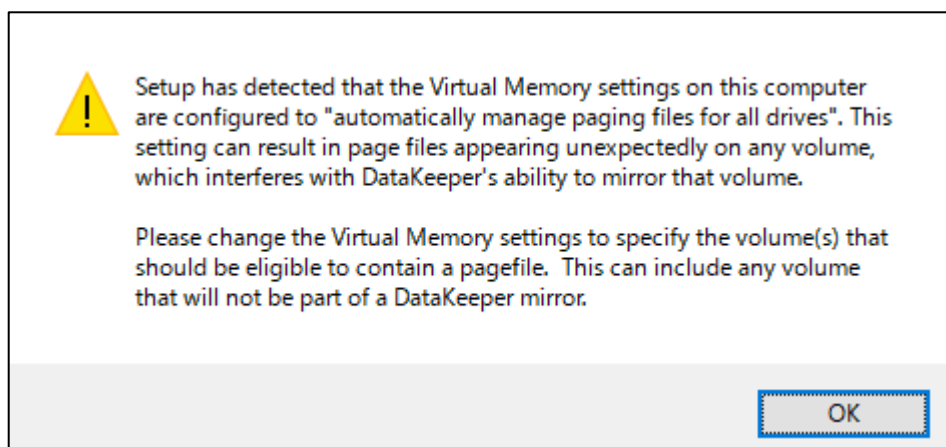 Setup has detected that the Virtual Memory settings on this computer
are configured to "automatically manage paging files for all drives". This
setting can result in page files appearing unexpectedly on any volume,
which interferes with DataKeeper's ability to mirror that volume.
Please change the Virtual Memory settings to specify the volume(s) that
should be eligible to contain a pagefile.  This can include any volume
that will not be part of a DataKeeper mirror.
OK